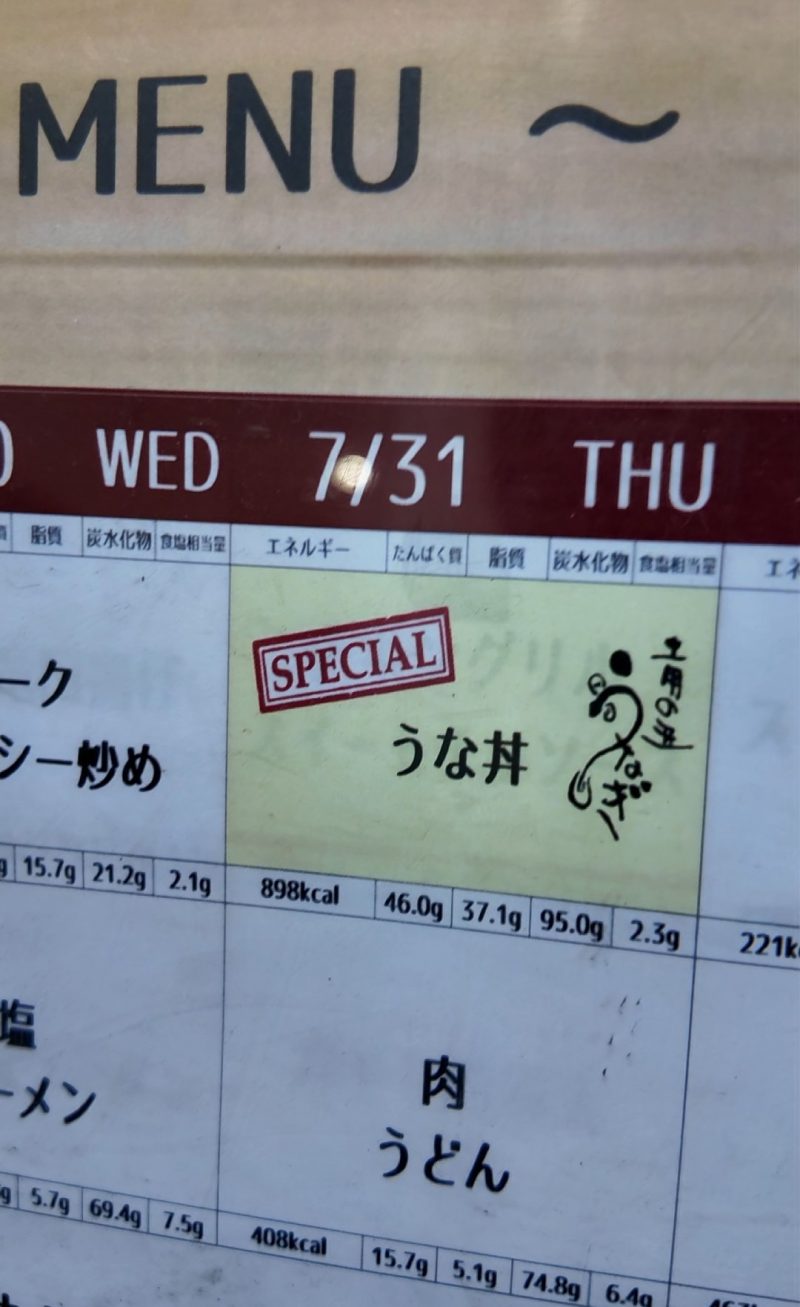 MENU ～
WED 7/31 THU
脂質 炭水化物 食塩相当量 エネルギー たんぱく質 脂質 炭水化物 食塩相当量 エネ
SPECIAL
土用の丑
うなぎ
ーク
シー炒め
うな丼
15.7g 21.2g 2.1g 898kcal 46.0g 37.1g 95.0g 2.3g 221k
塩
ーメン
肉
うどん
g 5.7g 69.4g 7.5g 408kcal 15.7g 5.1g 74.8g 6.4g